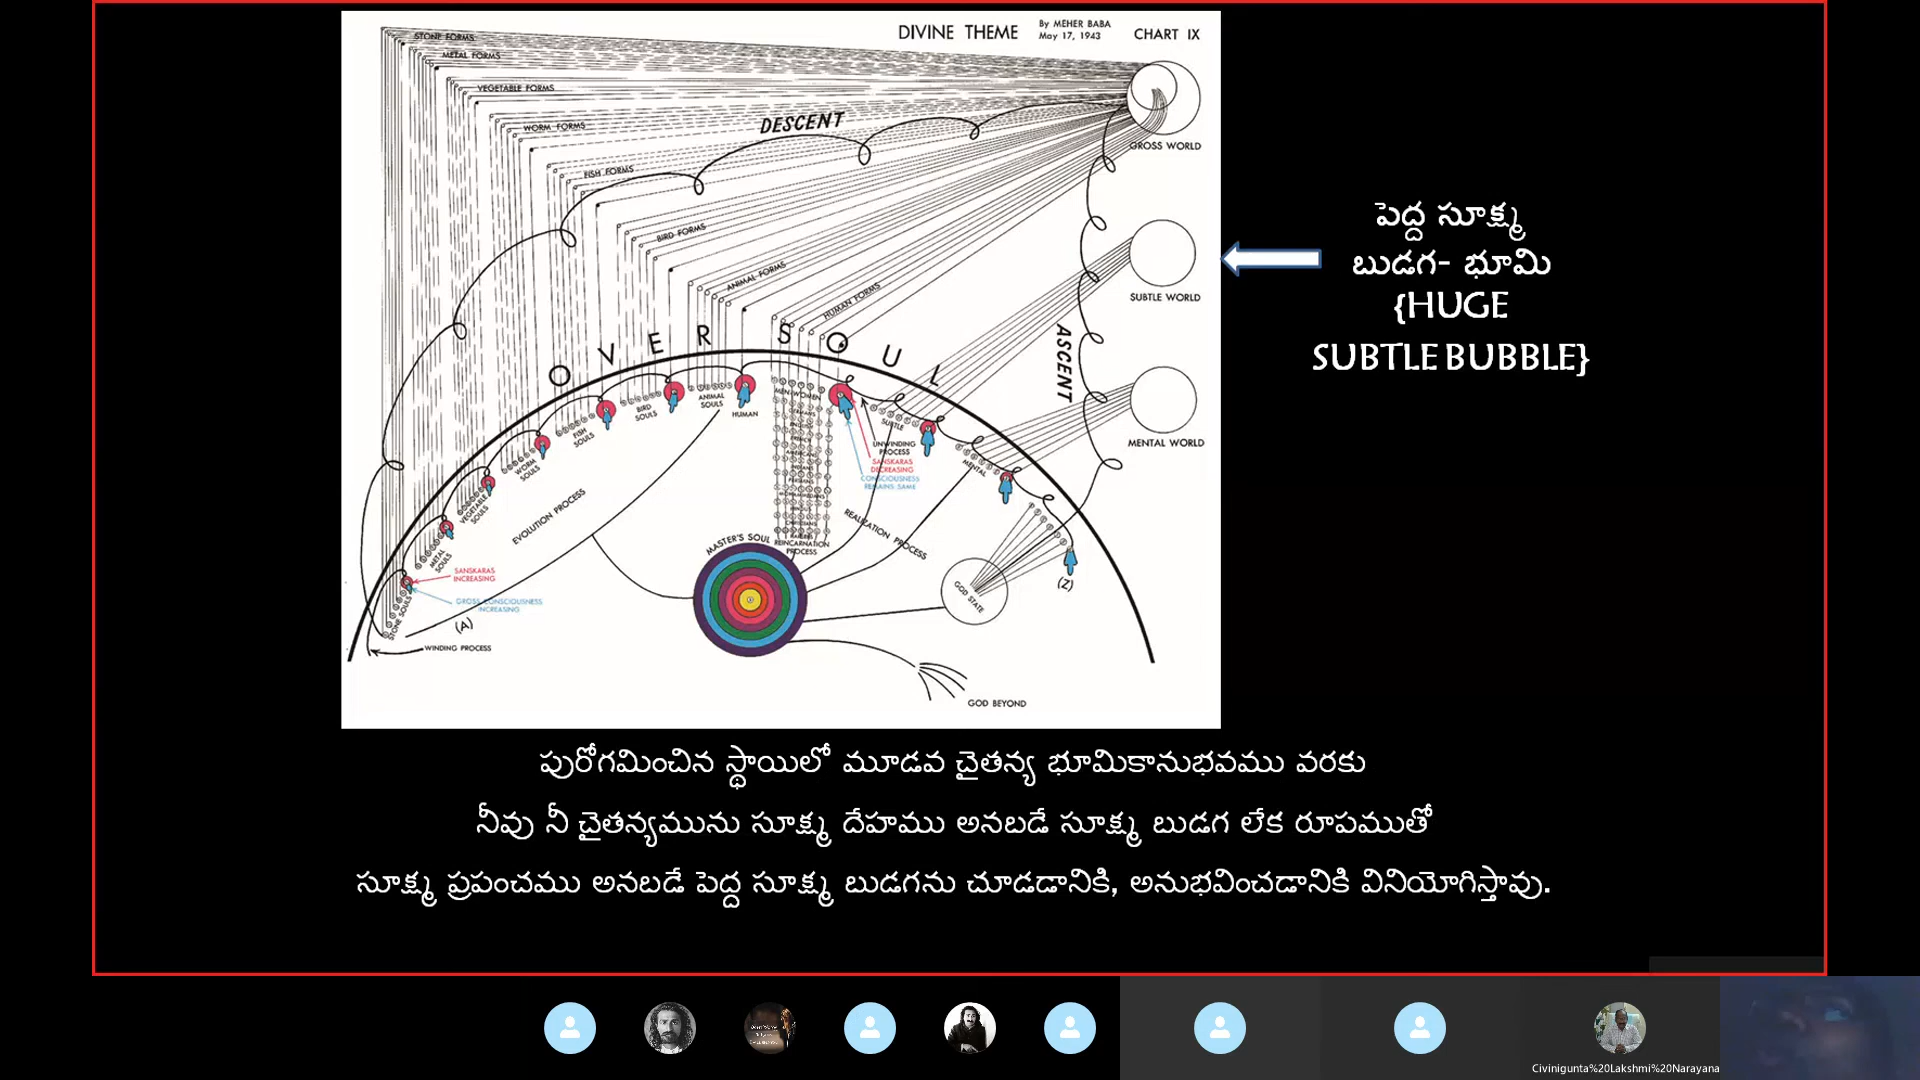 DIVINE THEME
By MEHER BABA
May 17, 1943
CHART IX
STONE FORMS
METAL FORMS
VEGETABLE FORMS
WORM FORMS
DESCENT
FISH FORMS
BIRD FORMS
ANIMAL FORMS
HUMAN FORMS
GROSS WORLD
SUBTLE WORLD
ASCENT
MENTAL WORLD
OVER SOUL
STONE SOULS
METAL SOULS
VEGETABLE SOULS
WORM SOULS
FISH SOULS
BIRD SOULS
ANIMAL SOULS
HUMAN
MEN-WOMEN
SUBTLE
MENTAL
UNWINDING
PROCESS
SANSKARAS
DECREASING
CONSCIOUSNESS
REMAINS SAME
EVOLUTION PROCESS
REALIZATION PROCESS
MASTER'S SOUL
REINCARNATION
PROCESS
SANSKARAS
INCREASING
GROSS CONSCIOUSNESS
INCREASING
(A)
WINDING PROCESS
GOD STATE
(Z)
GOD BEYOND
పెద్ద సూక్ష్మ
బుడగ- భూమి
{HUGE
SUBTLE BUBBLE}
పురోగమించిన స్థాయిలో మూడవ చైతన్య భూమికానుభవము వరకు
నీవు నీ చైతన్యమును సూక్ష్మ దేహము అనబడే సూక్ష్మ బుడగ లేక రూపముతో
సూక్ష్మ ప్రపంచము అనబడే పెద్ద సూక్ష్మ బుడగను చూడడానికి, అనుభవించడానికి వినియోగిస్తావు.
Civinigunta%20Lakshmi%20Narayana